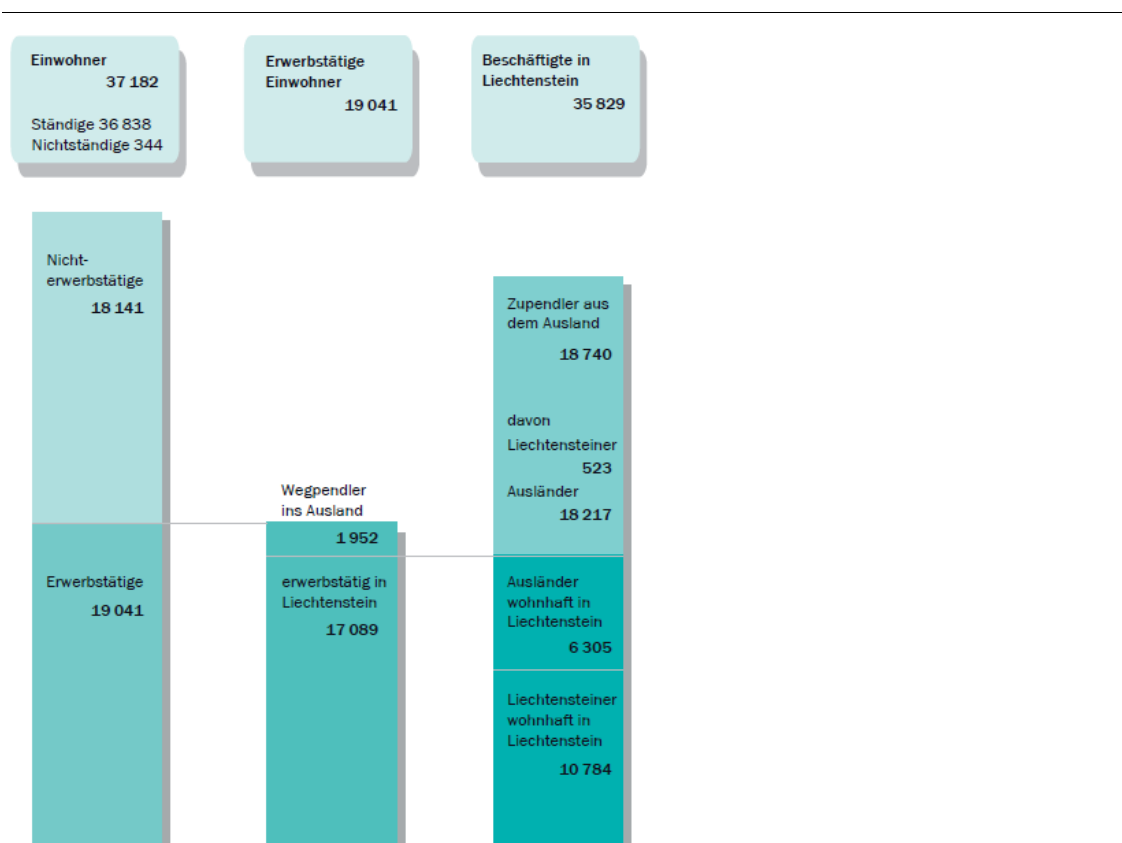 Einwohner
37 182
Ständige 36 838
Nichtständige 344
Erwerbstätige
Einwohner
19 041
Beschäftigte in
Liechtenstein
35 829
Nicht-
erwerbstätige
18 141
Erwerbstätige
19 041
Wegpendler
ins Ausland
1 952
erwerbstätig in
Liechtenstein
17 089
Zupendler aus
dem Ausland
18 740
davon
Liechtensteiner
523
Ausländer
18 217
Ausländer
wohnhaft in
Liechtenstein
6 305
Liechtensteiner
wohnhaft in
Liechtenstein
10 784